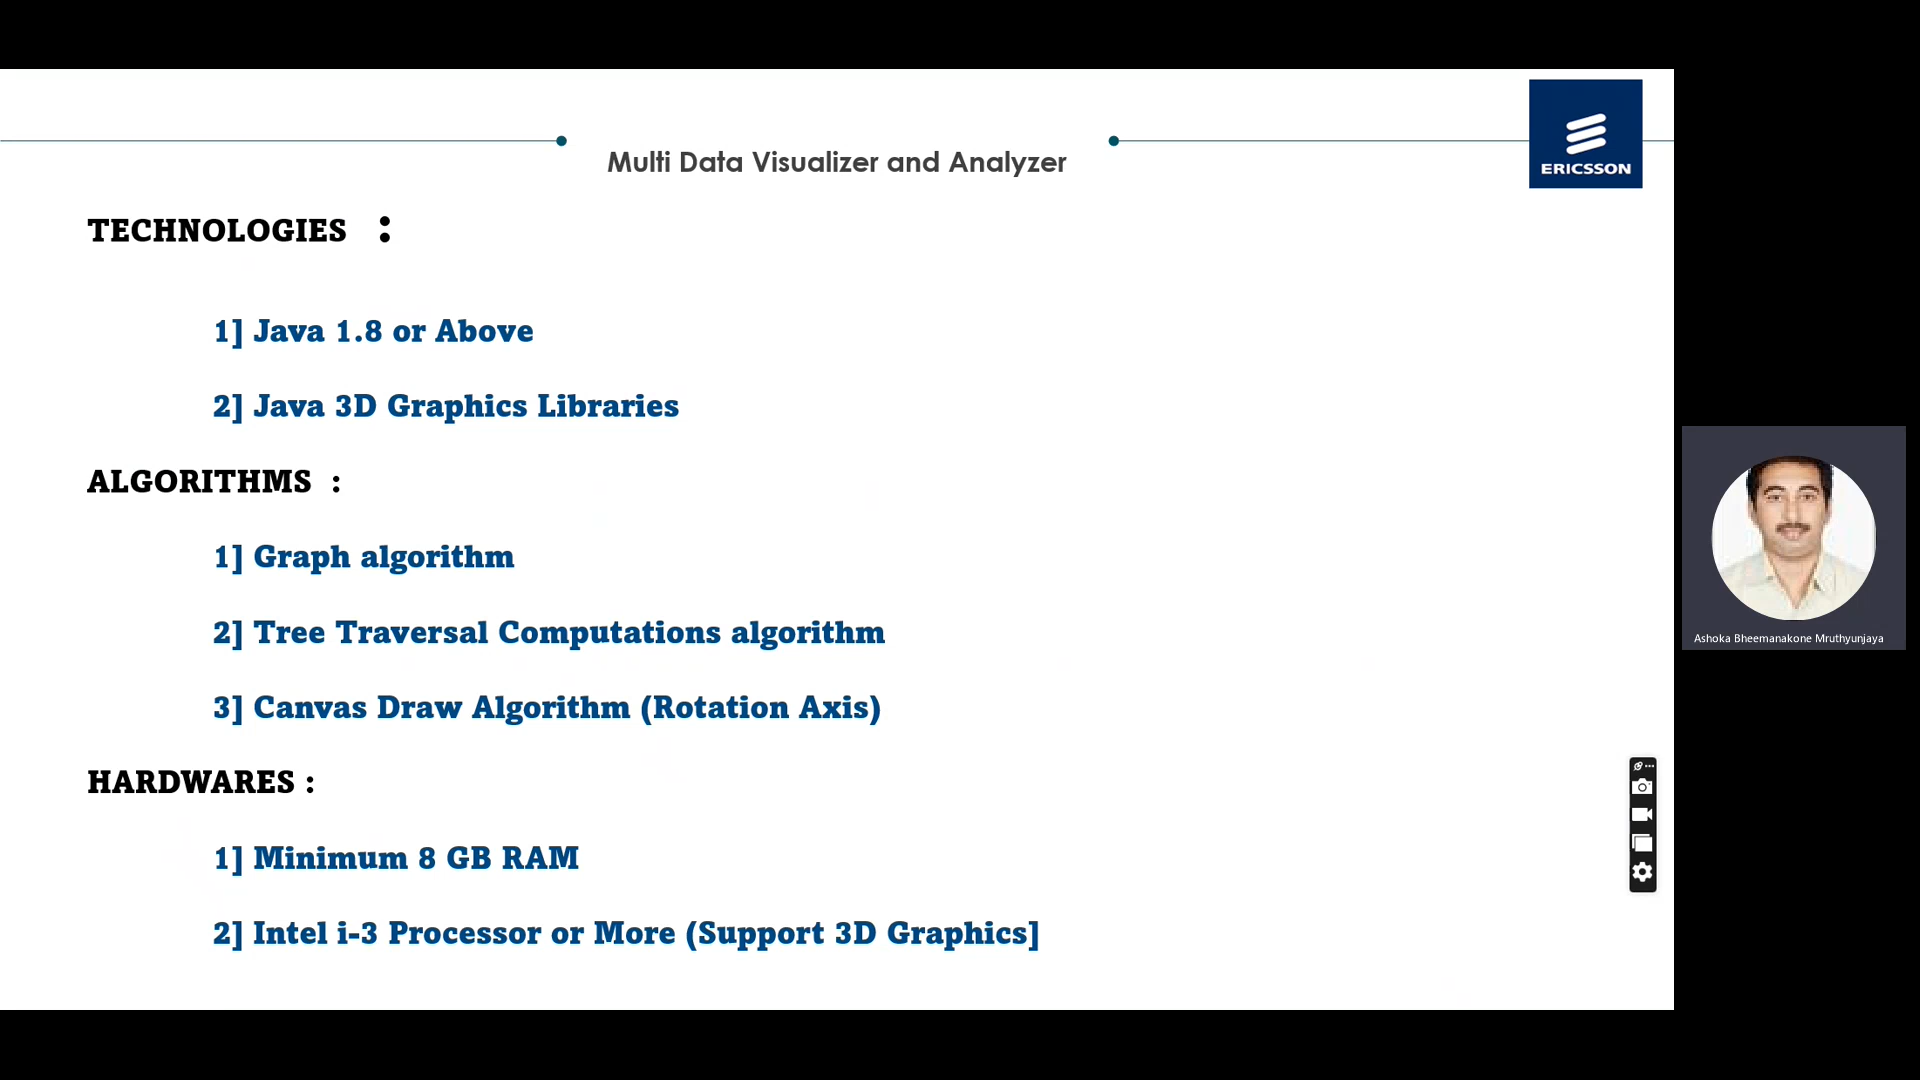 Multi Data Visualizer and Analyzer
ERICSSON
TECHNOLOGIES :
1] Java 1.8 or Above
2] Java 3D Graphics Libraries
ALGORITHMS :
1] Graph algorithm
2] Tree Traversal Computations algorithm
3] Canvas Draw Algorithm (Rotation Axis)
HARDWARES :
1] Minimum 8 GB RAM
2] Intel i-3 Processor or More (Support 3D Graphics]
Ashoka Bheemanakone Mruthyunjaya